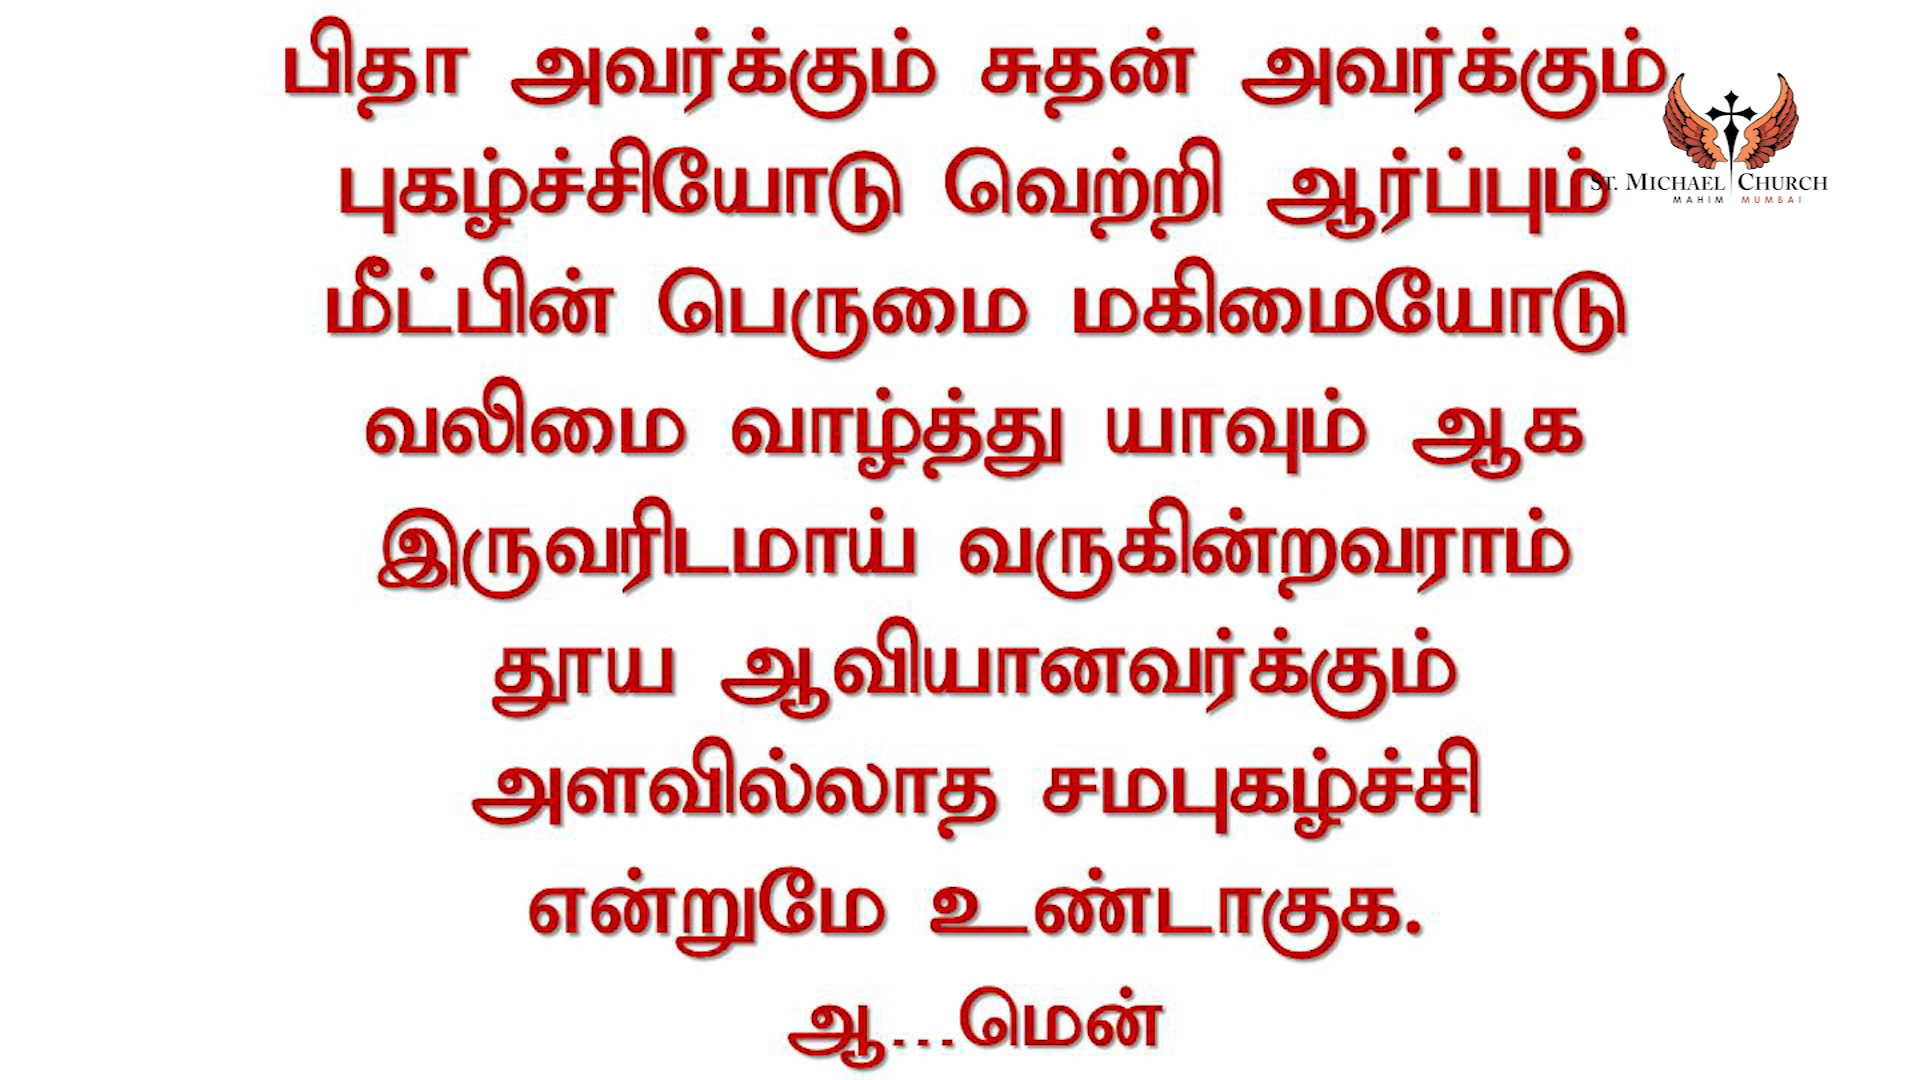 பிதா அவர்க்கும் சுதன் அவர்க்கும்
புகழ்ச்சியோடு வெற்றி ஆர்ப்பும்
ST. MICHAEL CHURCH
MAHIM MUMBAI
மீட்பின் பெருமை மகிமையோடு
வலிமை வாழ்த்து யாவும் ஆக
இருவரிடமாய் வருகின்றவராம்
தூய ஆவியானவர்க்கும்
அளவில்லாத சமபுகழ்ச்சி
என்றுமே உண்டாகுக.
ஆ...மென்